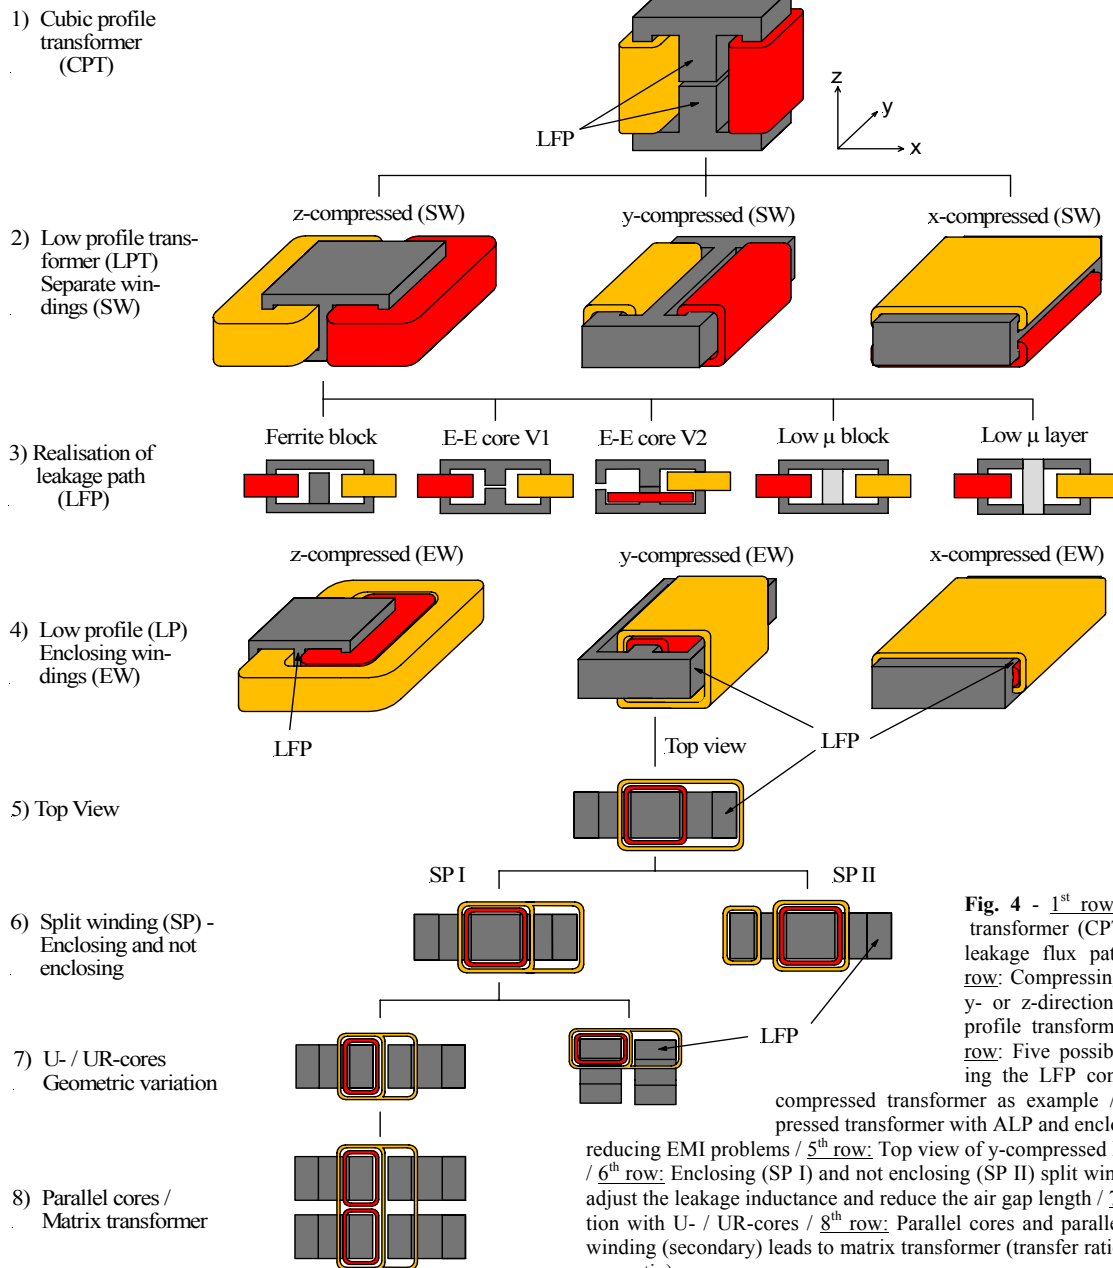 1) Cubic profile
transformer
(CPT)
LFP
z
y
x
z-compressed (SW)
y-compressed (SW)
x-compressed (SW)
2) Low profile trans-
former (LPT)
Separate win-
dings (SW)
Ferrite block
E-E core V1
E-E core V2
Low µ block
Low µ layer
3) Realisation of
leakage path
(LFP)
z-compressed (EW)
y-compressed (EW)
x-compressed (EW)
4) Low profile (LP)
Enclosing win-
dings (EW)
LFP
Top view
LFP
5) Top View
SP I
SP II
6) Split winding (SP) -
Enclosing and not
enclosing
LFP
7) U- / UR-cores
Geometric variation
8) Parallel cores /
Matrix transformer
Fig. 4 - 1st row
transformer (CPT
leakage flux pat
row: Compressing
y- or z-direction
profile transform
row: Five possib
ing the LFP con
compressed transformer as example /
pressed transformer with ALP and enclo
reducing EMI problems / 5th row: Top view of y-compressed
/ 6th row: Enclosing (SP I) and not enclosing (SP II) split win
adjust the leakage inductance and reduce the air gap length /
tion with U- / UR-cores / 8th row: Parallel cores and paralle
winding (secondary) leads to matrix transformer (transfer rati